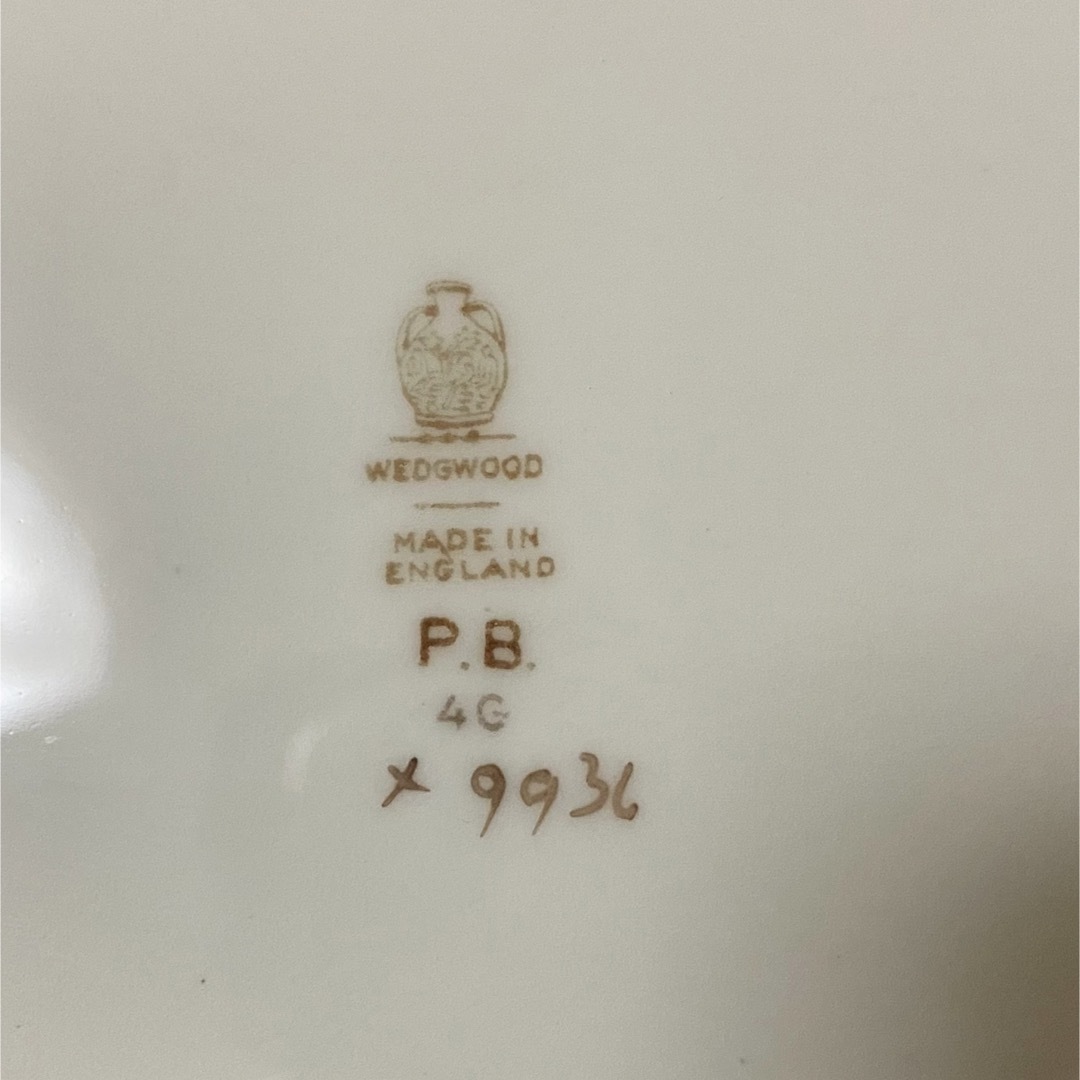 WEDGWOOD
MADE IN
ENGLAND
P.B.
4G
x 9936